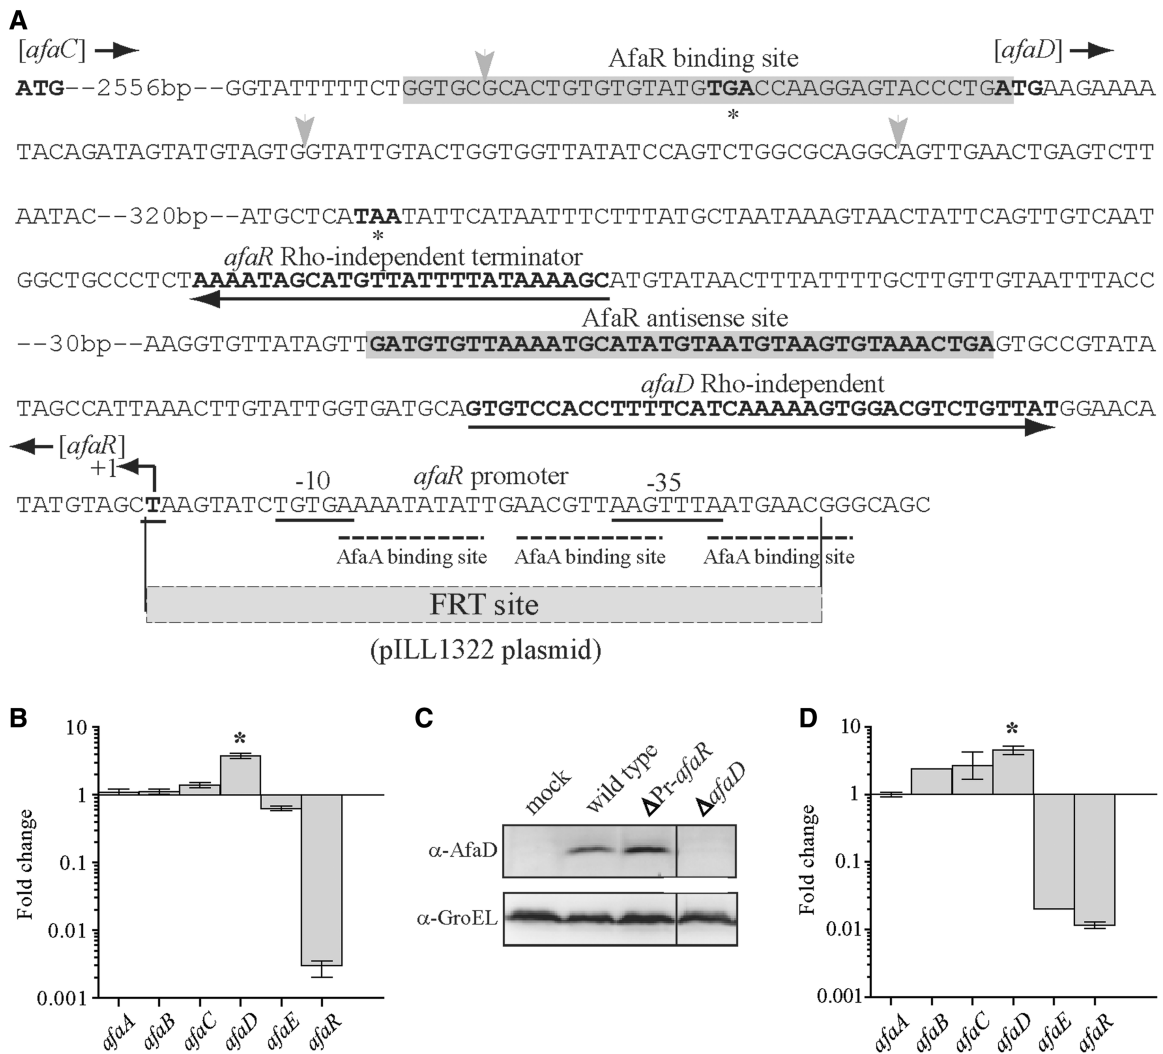 A
[afaC] AfaR binding site [afaD]
ATG--2556bp--GGTATTTTTCTGGTGCGCACTGTGTGTATGTGACCAAGGAGTACCCTGATGAAGAAAA
*
TACAGATAGTATGTAGTGGTATTGTACTGGTGGTTATATCCAGTCTGGCGCAGGCAGTTGAACTGAGTCTT
AATAC--320bp--ATGCTCATAATATTCATAATTTCTTTATGCTAATAAAGTAACTATTCAGTTGTCAAT
*
afaR Rho-independent terminator
GGCTGCCCTCTAAAATAGCATGTTATTTTATAAAAGCATGTATAACTTTATTTTGCTTGTTGTAATTTACC
AfaR antisense site
--30bp--AAGGTGTTATAGTTGATGTGTTAAAATGCATATGTAATGTAAGTGTAAACTGAGTGCCGTATA
afaD Rho-independent
TAGCCATTAAACTTGTATTGGTGATGCAGTGTCCACCTTTTCATCAAAAAGTGGACGTCTGTTATGGAACA
[afaR]
+1 -10 afaR promoter -35
TATGTAGCTAAGTATCTGTGAAAATATATTGAACGTTAAGTTTAATGAACGGGCAGC
AfaA binding site AfaA binding site AfaA binding site
FRT site
(pILL1322 plasmid)
B
Fold change
10
1
0.1
0.01
0.001
*
afaA afaB afaC afaD afaE afaR
C
mock wild type ΔPr-afaR ΔafaD
α-AfaD
α-GroEL
D
Fold change
10
1
0.1
0.01
0.001
*
afaA afaB afaC afaD afaE afaR